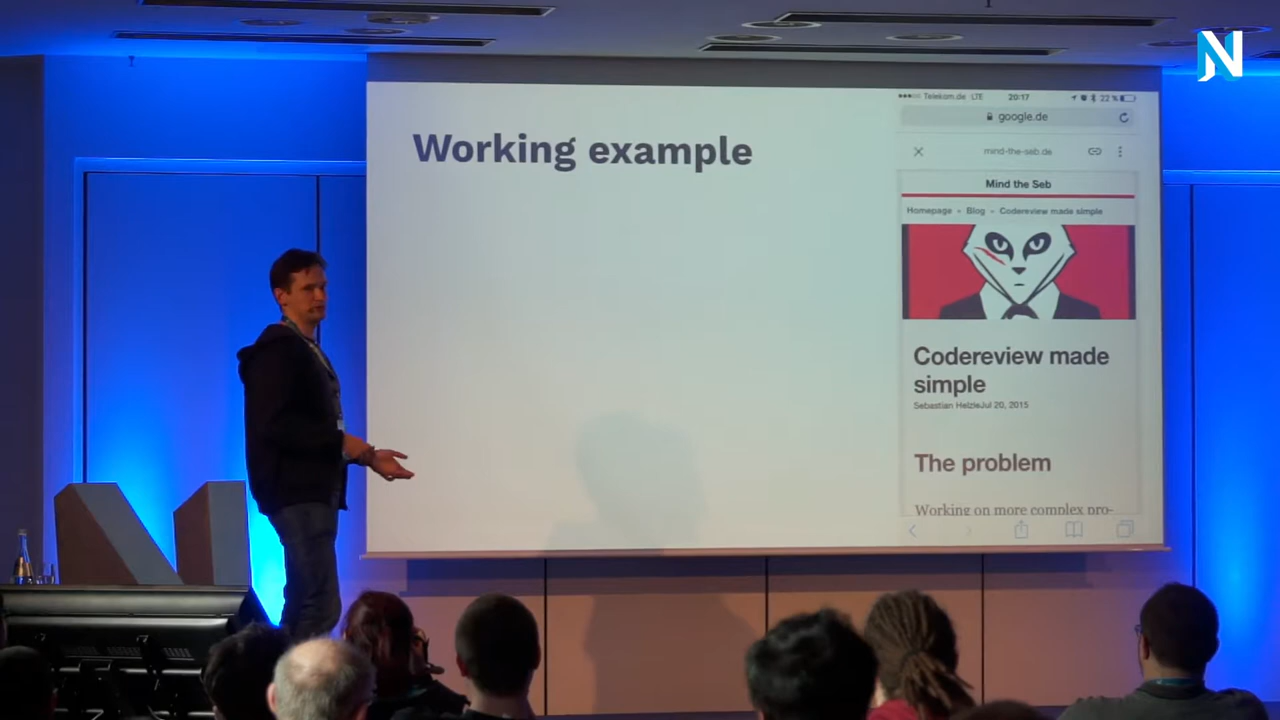 N
Working example
Telekom.de LTE 20:17 22 %
google.de
mind-the-seb.de
Mind the Seb
Homepage » Blog » Codereview made simple
Codereview made
simple
Sebastian HelzleJul 20, 2015
The problem
Working on more complex pro-
N